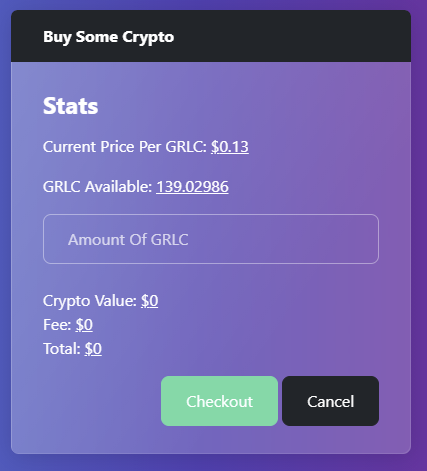 Buy Some Crypto
Stats
Current Price Per GRLC: $0.13
GRLC Available: 139.02986
Amount Of GRLC
Crypto Value: $0
Fee: $0
Total: $0
Checkout Cancel